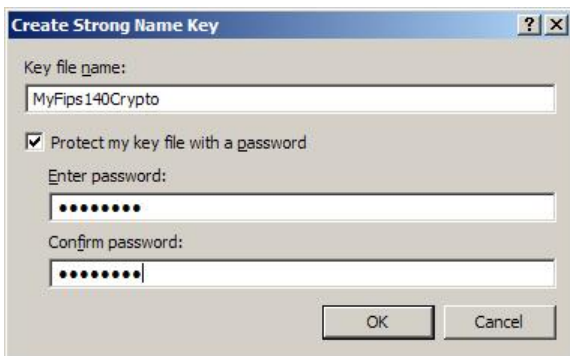 Create Strong Name Key
Key file name:
MyFips140Crypto
Protect my key file with a password
Enter password:
●●●●●●●●
Confirm password:
●●●●●●●●
OK Cancel